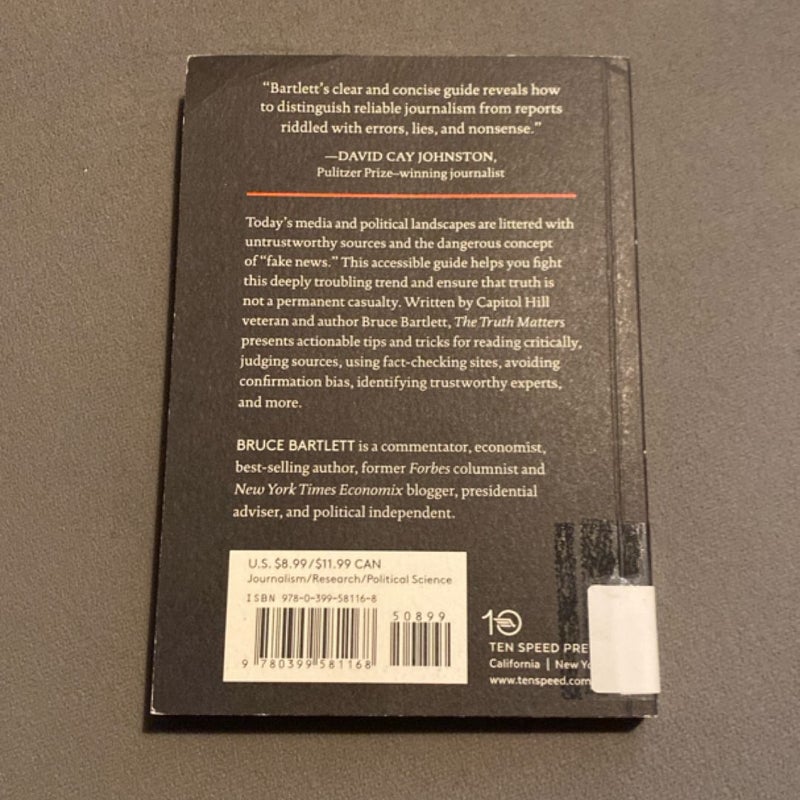 “Bartlett’s clear and concise guide reveals how
to distinguish reliable journalism from reports
riddled with errors, lies, and nonsense.”
—DAVID CAY JOHNSTON,
Pulitzer Prize–winning journalist
Today’s media and political landscapes are littered with
untrustworthy sources and the dangerous concept
of “fake news.” This accessible guide helps you fight
this deeply troubling trend and ensure that truth is
not a permanent casualty. Written by Capitol Hill
veteran and author Bruce Bartlett, The Truth Matters
presents actionable tips and tricks for reading critically,
judging sources, using fact-checking sites, avoiding
confirmation bias, identifying trustworthy experts,
and more.
BRUCE BARTLETT is a commentator, economist,
best-selling author, former Forbes columnist and
New York Times Economix blogger, presidential
adviser, and political independent.
U.S. $8.99/$11.99 CAN
Journalism/Research/Political Science
ISBN 978-0-399-58116-8
50899
9 780399 581168
10
TEN SPEED PRE
California | New Yo
www.tenspeed.com